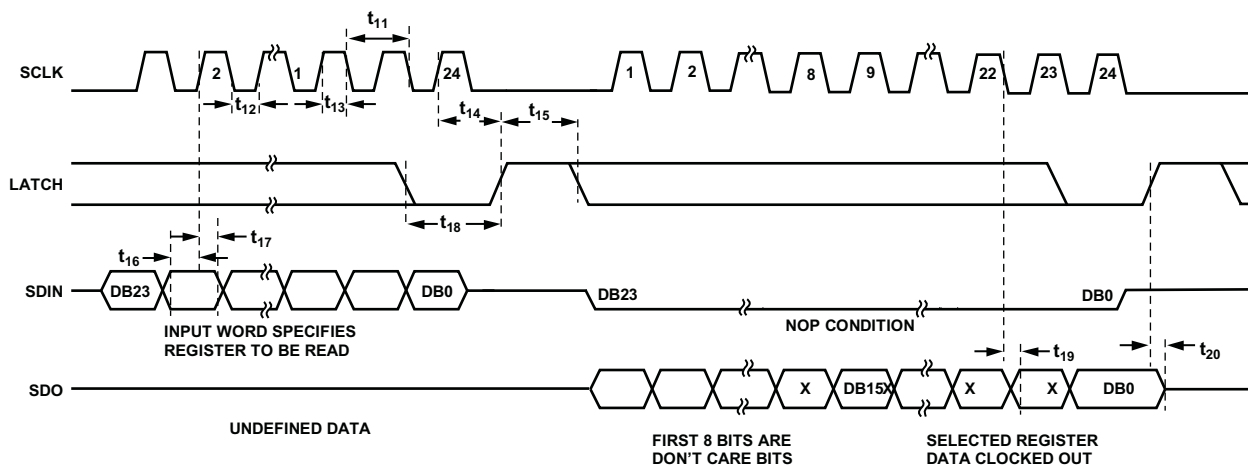 t11
SCLK
2
1
24
1
2
8
9
22
23
24
t12
t13
t14
t15
LATCH
t18
t16
t17
SDIN
DB23
DB0
DB23
DB0
INPUT WORD SPECIFIES
REGISTER TO BE READ
NOP CONDITION
t19
t20
SDO
X
DB15
X
X
X
DB0
UNDEFINED DATA
FIRST 8 BITS ARE
DON'T CARE BITS
SELECTED REGISTER
DATA CLOCKED OUT